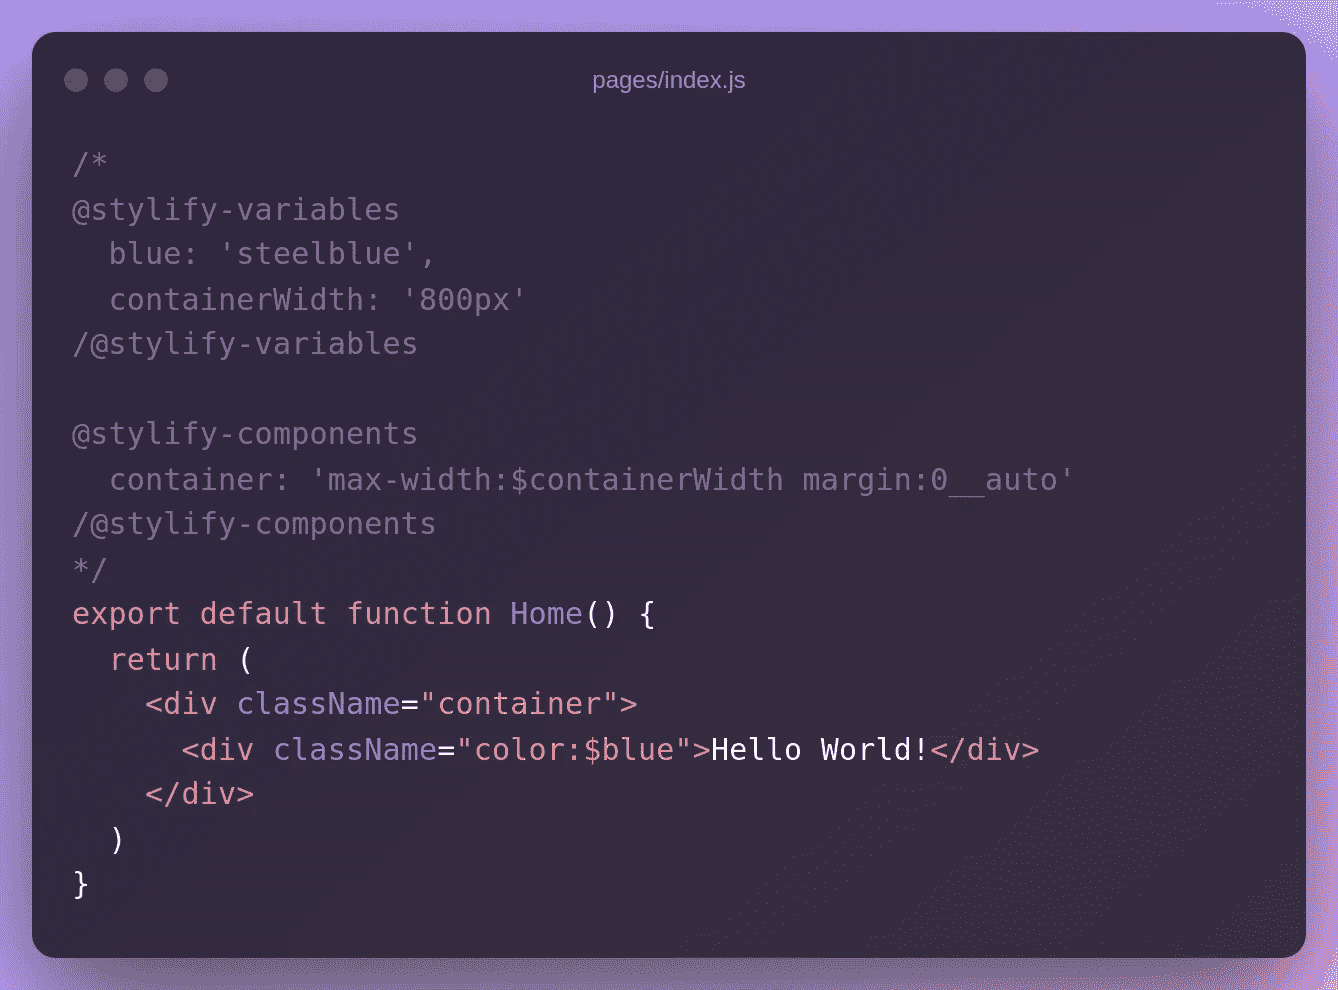 pages/index.js
/*
@stylify-variables
  blue: 'steelblue',
  containerWidth: '800px'
/@stylify-variables

@stylify-components
  container: 'max-width:$containerWidth margin:0__auto'
/@stylify-components
*/
export default function Home() {
  return (
    <div className="container">
      <div className="color:$blue">Hello World!</div>
    </div>
  )
}